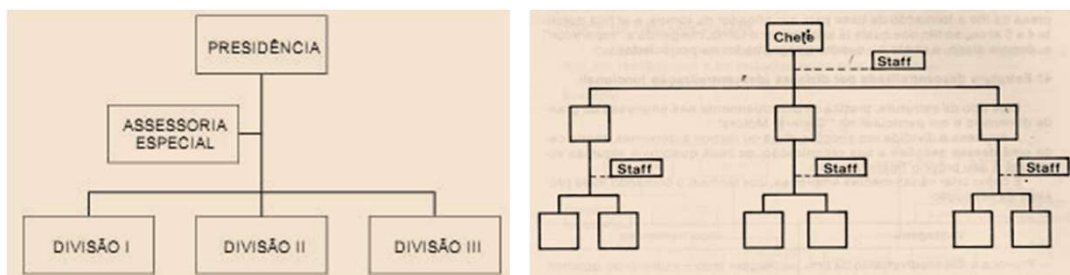 PRESIDÊNCIA
ASSESSORIA
ESPECIAL
DIVISÃO I
DIVISÃO II
DIVISÃO III
Chefe
Staff
Staff
Staff
Staff